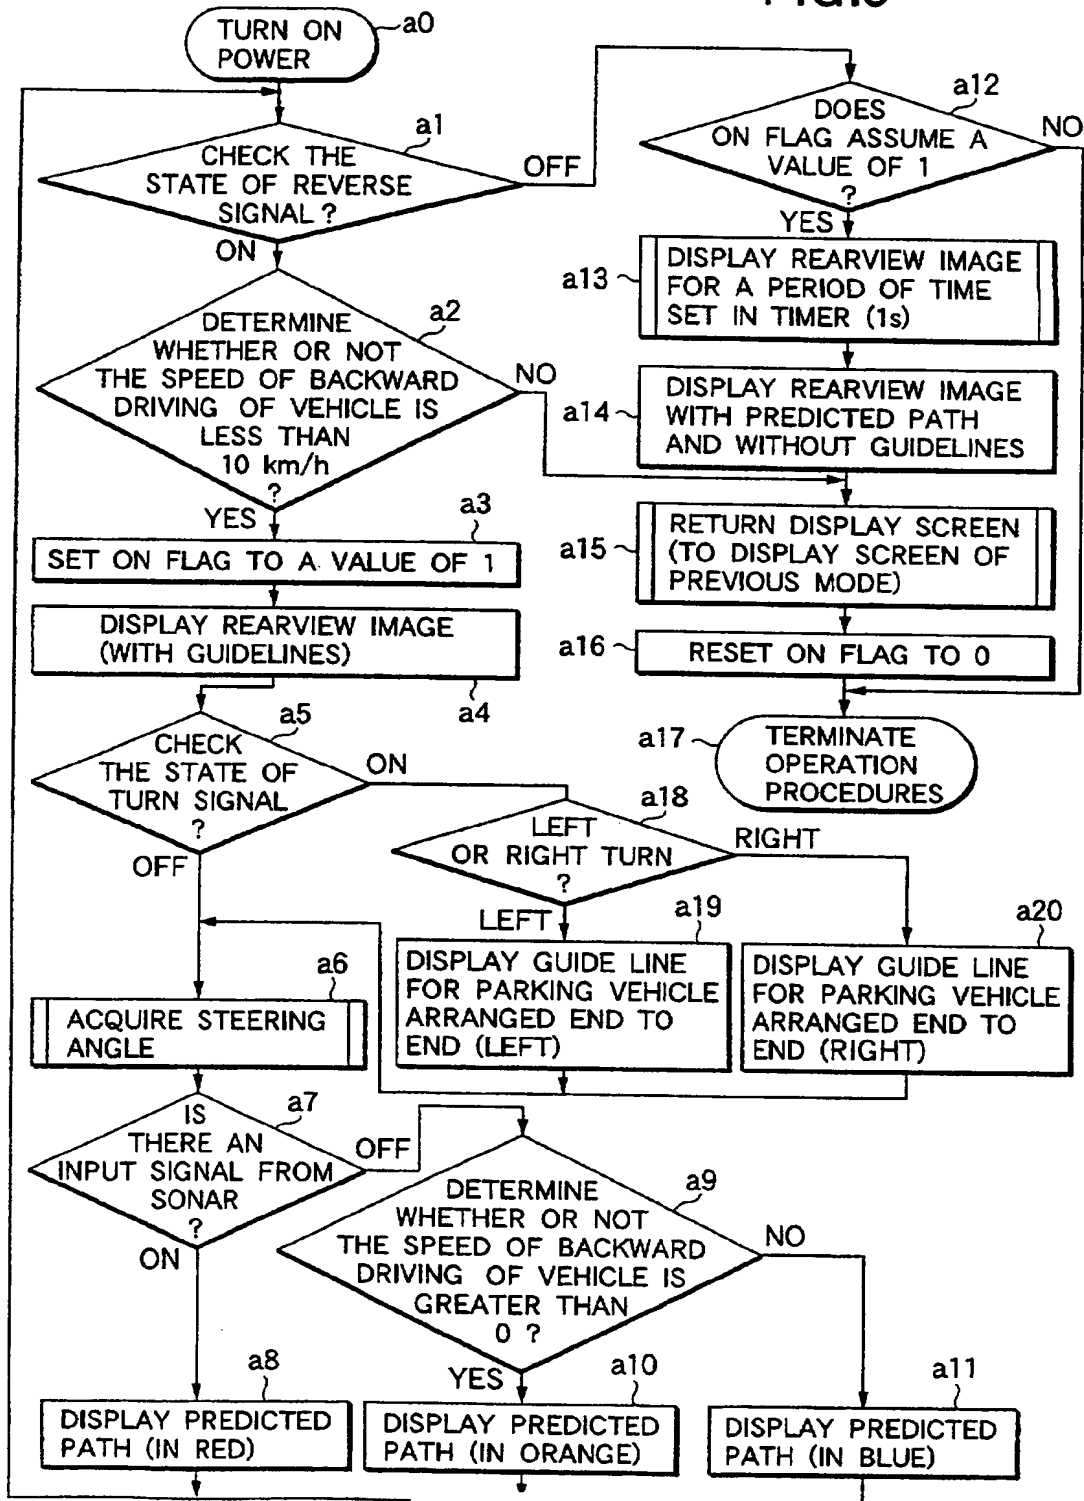 TURN ON
POWER
a0
a1
CHECK THE
STATE OF REVERSE
SIGNAL?
OFF
ON
a12
DOES
ON FLAG ASSUME A
VALUE OF 1
?
NO
YES
a13
DISPLAY REARVIEW IMAGE
FOR A PERIOD OF TIME
SET IN TIMER (1s)
a2
DETERMINE
WHETHER OR NOT
THE SPEED OF BACKWARD
DRIVING OF VEHICLE IS
LESS THAN
10 km/h
?
NO
YES
a14
DISPLAY REARVIEW IMAGE
WITH PREDICTED PATH
AND WITHOUT GUIDELINES
a3
SET ON FLAG TO A VALUE OF 1
a15
RETURN DISPLAY SCREEN
(TO DISPLAY SCREEN OF
PREVIOUS MODE)
DISPLAY REARVIEW IMAGE
(WITH GUIDELINES)
a4
a16
RESET ON FLAG TO 0
a17
TERMINATE
OPERATION
PROCEDURES
a5
CHECK
THE STATE OF
TURN SIGNAL
?
ON
OFF
a18
LEFT
OR RIGHT TURN
?
RIGHT
LEFT
a19
DISPLAY GUIDE LINE
FOR PARKING VEHICLE
ARRANGED END TO
END (LEFT)
a20
DISPLAY GUIDE LINE
FOR PARKING VEHICLE
ARRANGED END TO
END (RIGHT)
a6
ACQUIRE STEERING
ANGLE
a7
IS
THERE AN
INPUT SIGNAL FROM
SONAR
?
OFF
ON
a9
DETERMINE
WHETHER OR NOT
THE SPEED OF BACKWARD
DRIVING OF VEHICLE IS
GREATER THAN
0 ?
NO
YES
a8
DISPLAY PREDICTED
PATH (IN RED)
a10
DISPLAY PREDICTED
PATH (IN ORANGE)
a11
DISPLAY PREDICTED
PATH (IN BLUE)